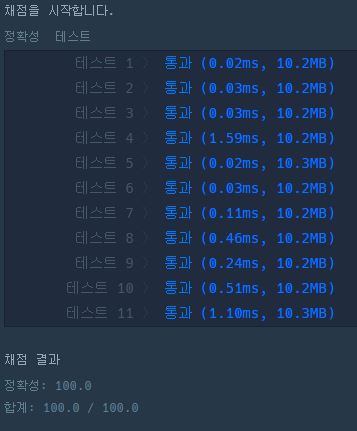 채점을 시작합니다.
정확성 테스트
테스트 1 〉 통과 (0.02ms, 10.2MB)
테스트 2 〉 통과 (0.03ms, 10.2MB)
테스트 3 〉 통과 (0.03ms, 10.2MB)
테스트 4 〉 통과 (1.59ms, 10.2MB)
테스트 5 〉 통과 (0.02ms, 10.3MB)
테스트 6 〉 통과 (0.03ms, 10.2MB)
테스트 7 〉 통과 (0.11ms, 10.2MB)
테스트 8 〉 통과 (0.46ms, 10.2MB)
테스트 9 〉 통과 (0.24ms, 10.2MB)
테스트 10 〉 통과 (0.51ms, 10.2MB)
테스트 11 〉 통과 (1.10ms, 10.3MB)
채점 결과
정확성: 100.0
합계: 100.0 / 100.0